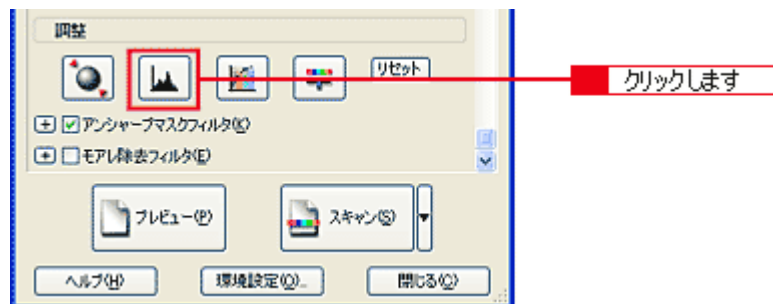 調整
リセット
クリックします
アンシャープマスクフィルタ(K)
モアレ除去フィルタ(E)
プレビュー(P)
スキャン(S)
ヘルプ(H)
環境設定(O)...
閉じる(C)